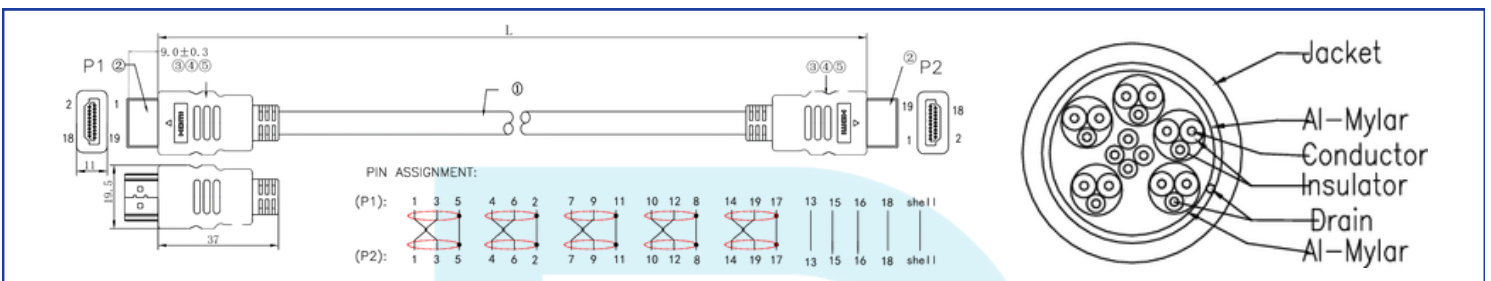 L
9.0±0.3
P1 ②
③④⑤
①
③④⑤
② P2
2 1
18 19
HDMI
HDMI
19 18
1 2
11
19.5
37
PIN ASSIGNMENT:
(P1): 1 3 5 4 6 2 7 9 11 10 12 8 14 19 17 13 15 16 18 shell
(P2): 1 3 5 4 6 2 7 9 11 10 12 8 14 19 17 13 15 16 18 shell
Jacket
Al-Mylar
Conductor
Insulator
Drain
Al-Mylar